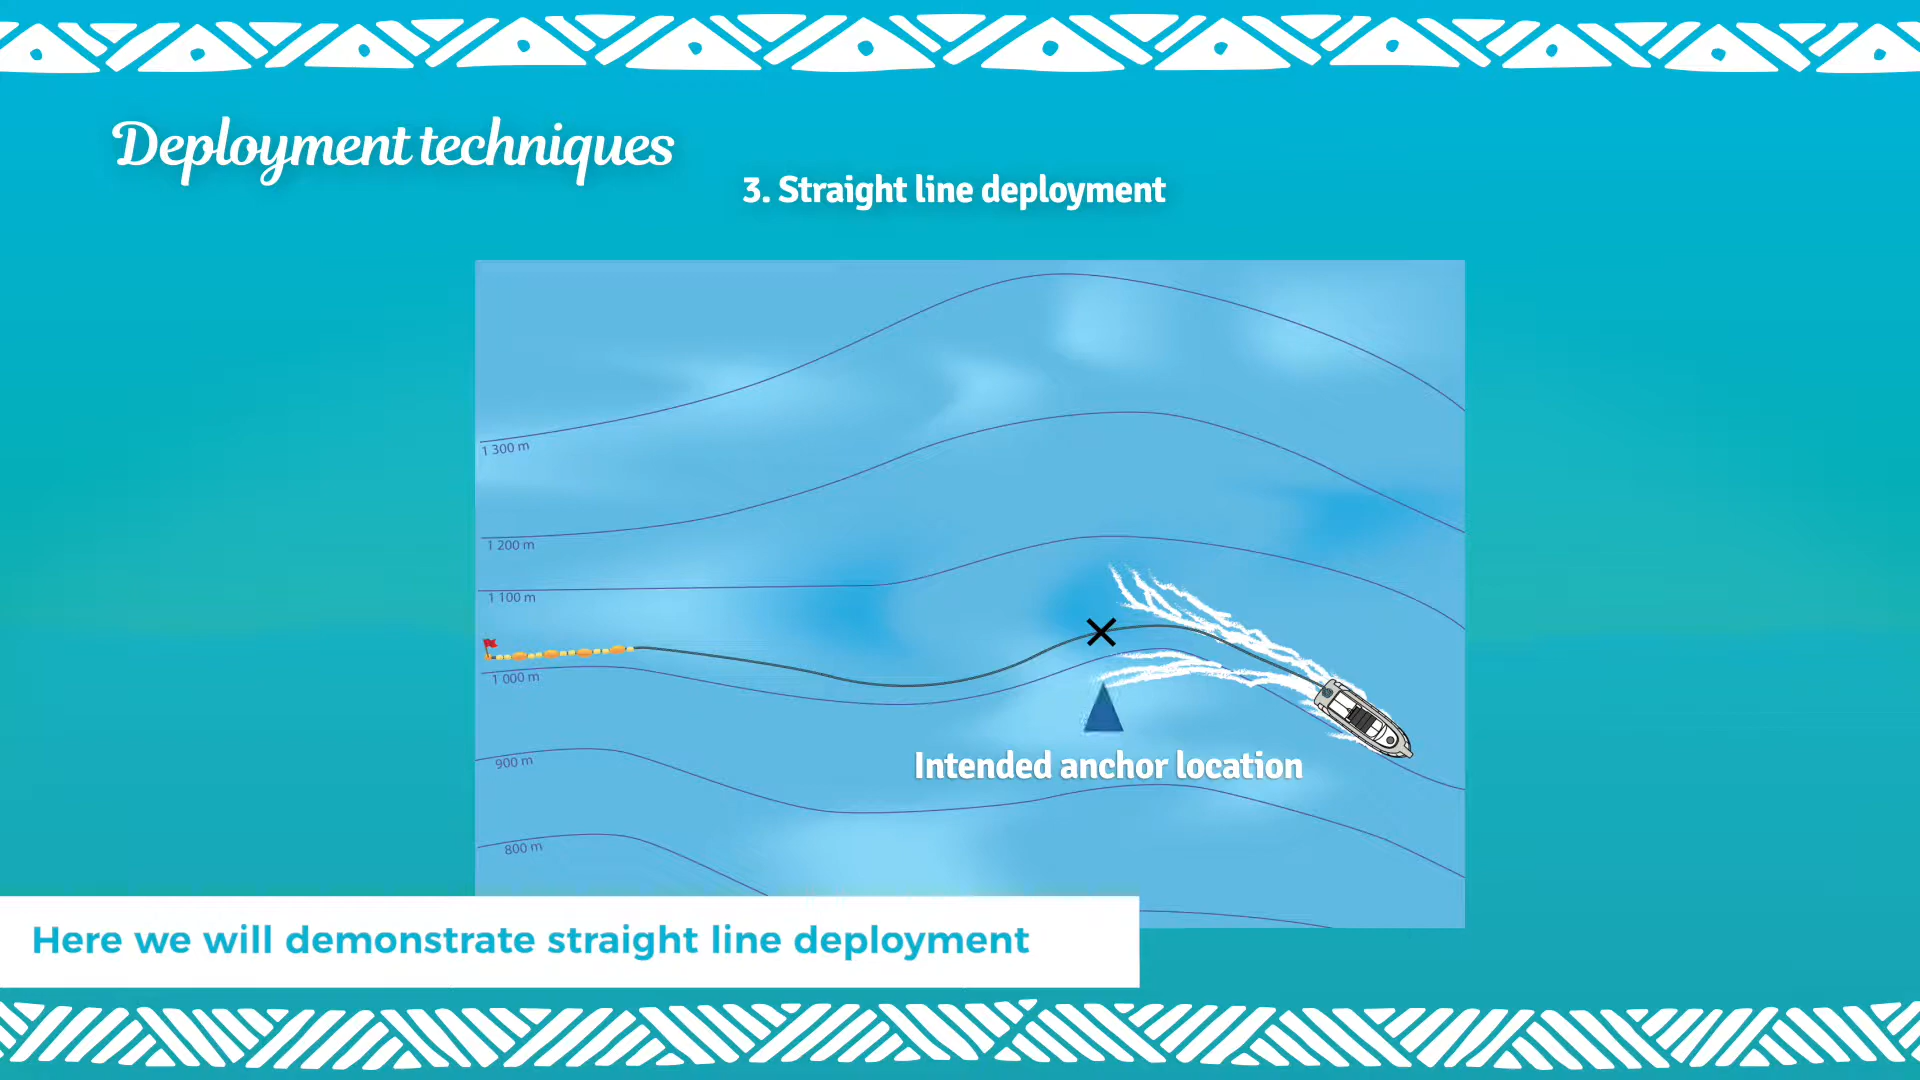 Deployment techniques
3. Straight line deployment
1 300 m
1 200 m
1 100 m
1 000 m
Intended anchor location
900 m
800 m
Here we will demonstrate straight line deployment